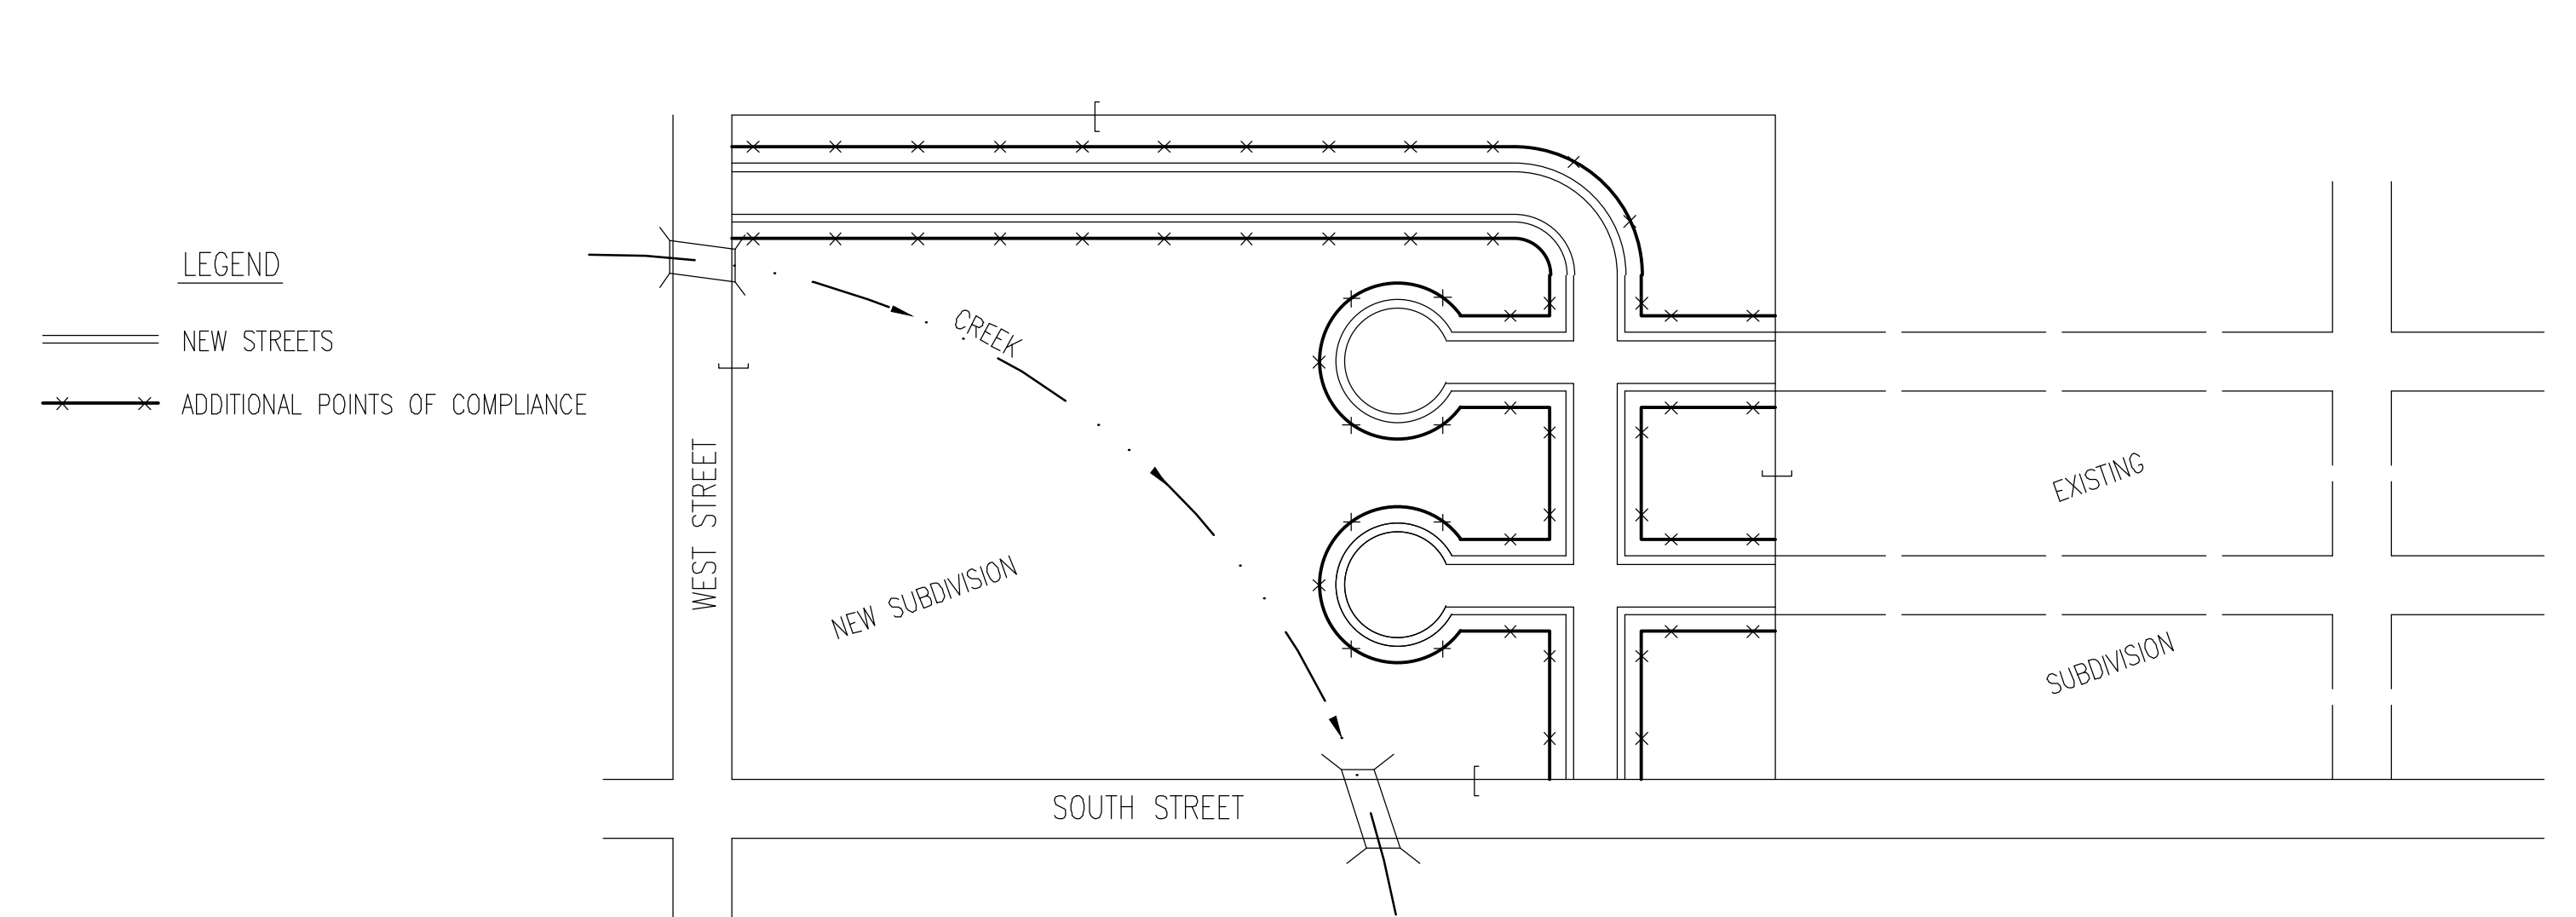 LEGEND
NEW STREETS
ADDITIONAL POINTS OF COMPLIANCE
WEST STREET
CREEK
NEW SUBDIVISION
SOUTH STREET
EXISTING
SUBDIVISION